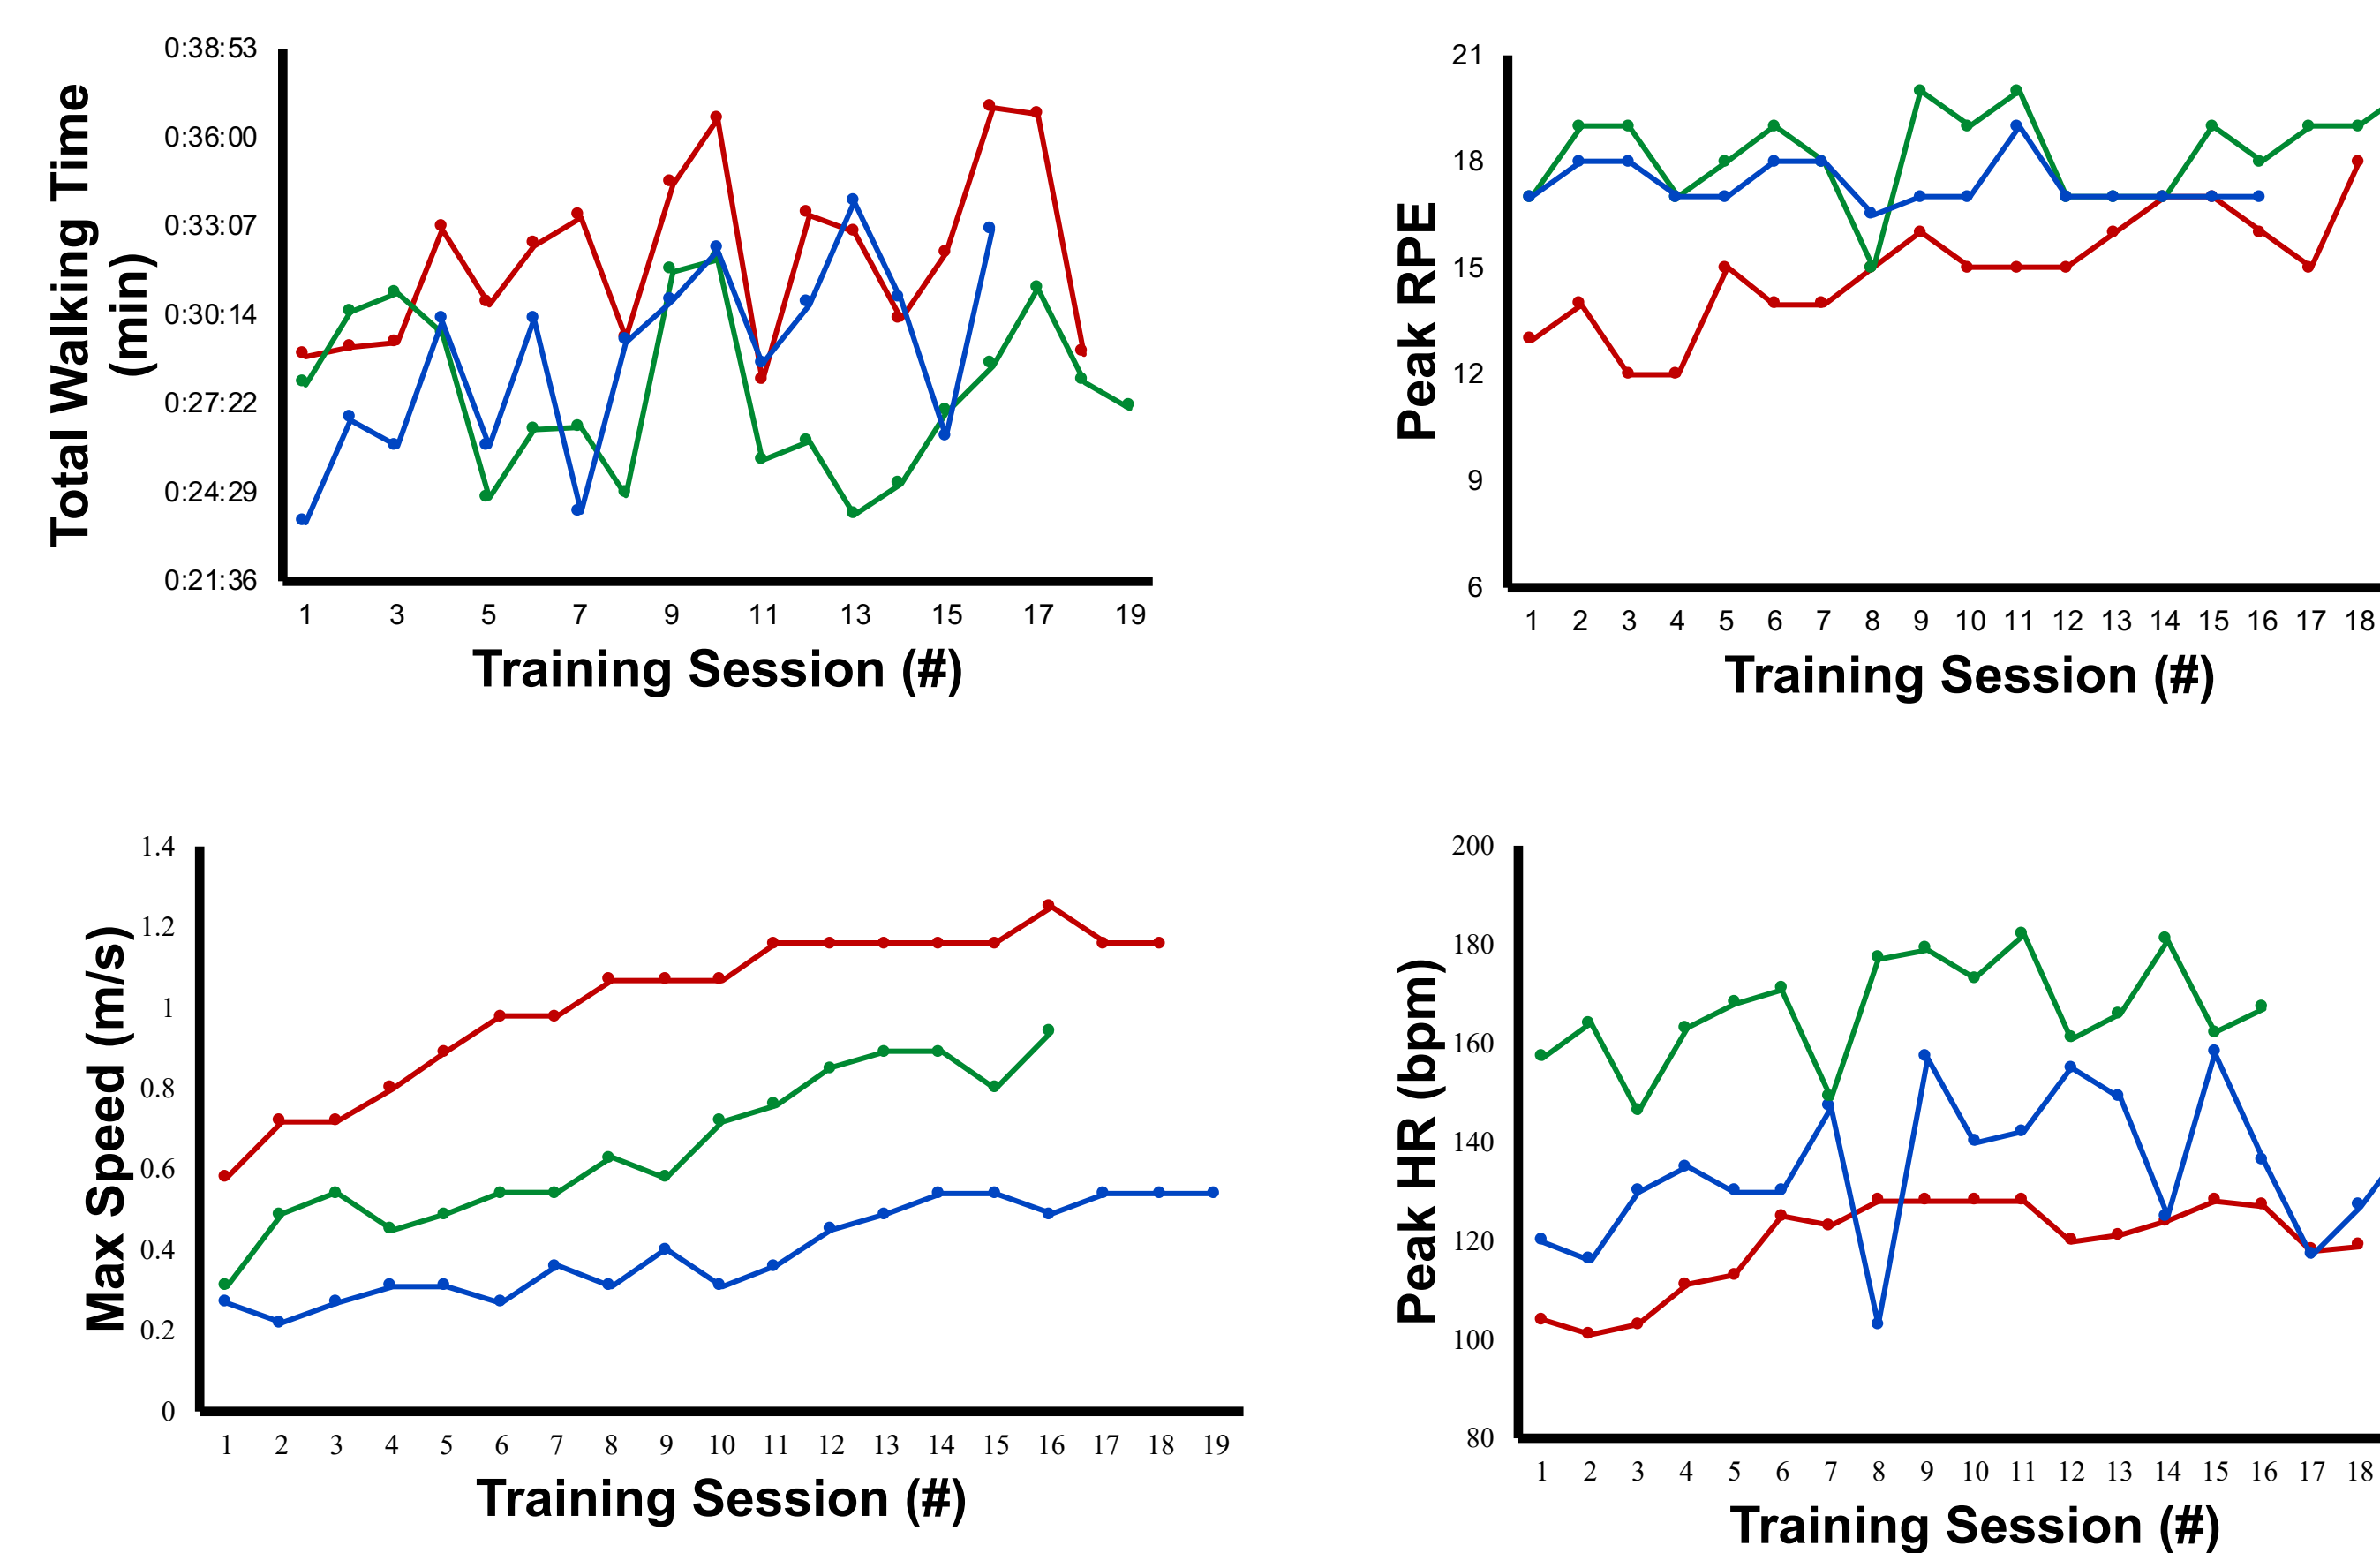 Total Walking Time
(min)
0:38:53
0:36:00
0:33:07
0:30:14
0:27:22
0:24:29
0:21:36
1 3 5 7 9 11 13 15 17 19
Training Session (#)
Peak RPE
21
18
15
12
9
6
1 2 3 4 5 6 7 8 9 10 11 12 13 14 15 16 17 18
Training Session (#)
Max Speed (m/s)
1.4
1.2
1
0.8
0.6
0.4
0.2
0
1 2 3 4 5 6 7 8 9 10 11 12 13 14 15 16 17 18 19
Training Session (#)
Peak HR (bpm)
200
180
160
140
120
100
80
1 2 3 4 5 6 7 8 9 10 11 12 13 14 15 16 17 18
Training Session (#)